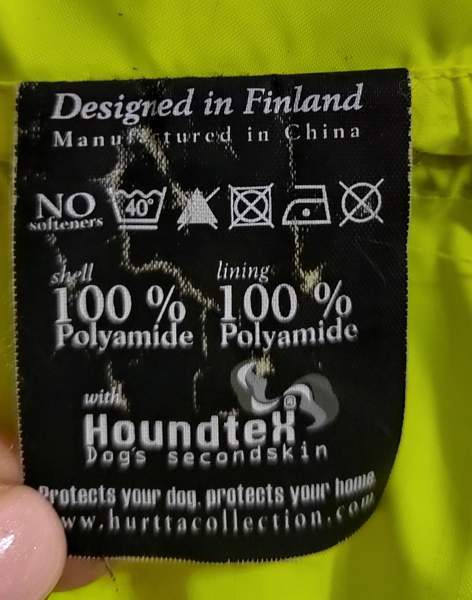 Designed in Finland
Manufactured in China
NO
softeners
40°
shell
lining
100 %
100 %
Polyamide
Polyamide
with
Houndtex®
Dog's secondskin
Protects your dog, protects your home
www.hurttacollection.com